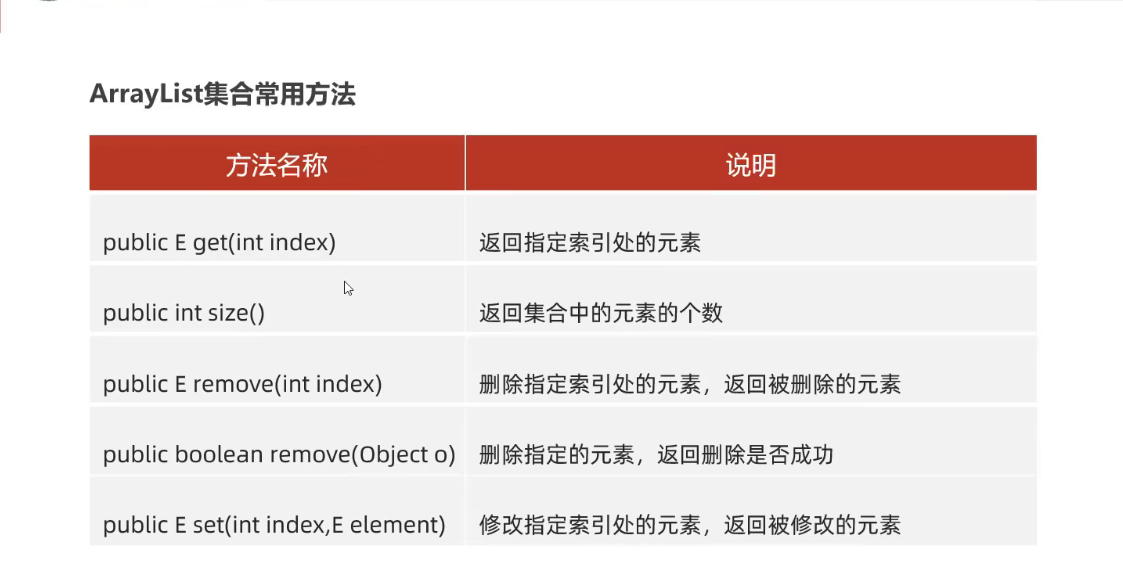 ArrayList集合常用方法
方法名称 说明
public E get(int index) 返回指定索引处的元素
public int size() 返回集合中的元素的个数
public E remove(int index) 删除指定索引处的元素，返回被删除的元素
public boolean remove(Object o) 删除指定的元素，返回删除是否成功
public E set(int index,E element) 修改指定索引处的元素，返回被修改的元素